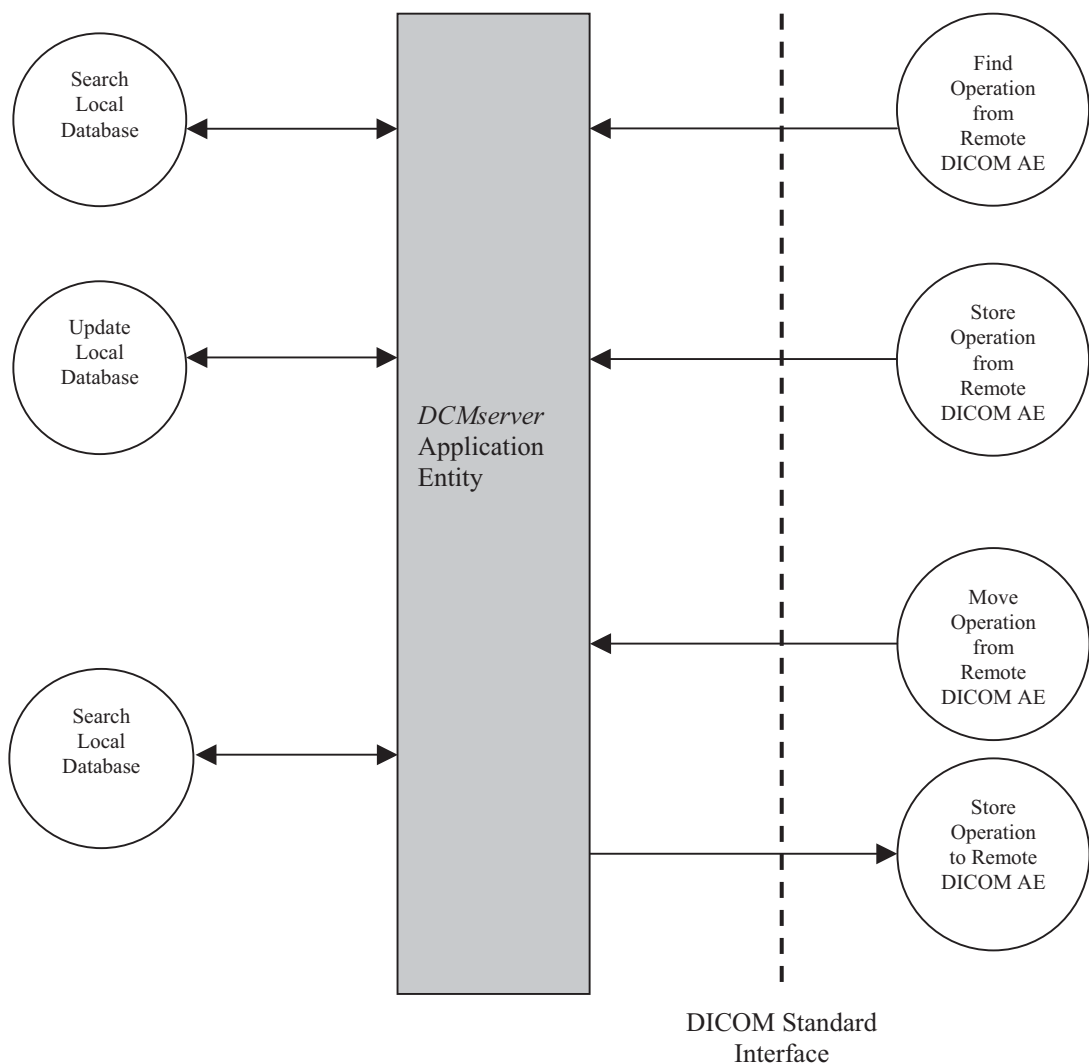 Search
Local
Database
Find
Operation
from
Remote
DICOM AE
Update
Local
Database
Store
Operation
from
Remote
DICOM AE
DCMserver
Application
Entity
Move
Operation
from
Remote
DICOM AE
Search
Local
Database
Store
Operation
to Remote
DICOM AE
DICOM Standard
Interface